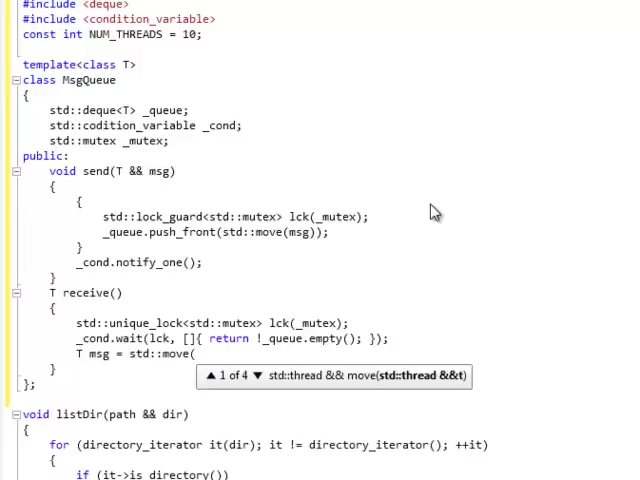 #include <deque>
#include <condition_variable>
const int NUM_THREADS = 10;
template<class T>
class MsgQueue
{
std::deque<T> _queue;
std::codition_variable _cond;
std::mutex _mutex;
public:
void send(T && msg)
{
{
std::lock_guard<std::mutex> lck(_mutex);
_queue.push_front(std::move(msg));
}
_cond.notify_one();
}
T receive()
{
std::unique_lock<std::mutex> lck(_mutex);
_cond.wait(lck, []{ return !_queue.empty(); });
T msg = std::move(
}
▲ 1 of 4 ▼ std::thread && move(std::thread &&t)
};
void listDir(path && dir)
{
for (directory_iterator it(dir); it != directory_iterator(); ++it)
{
if (it->is_directory())